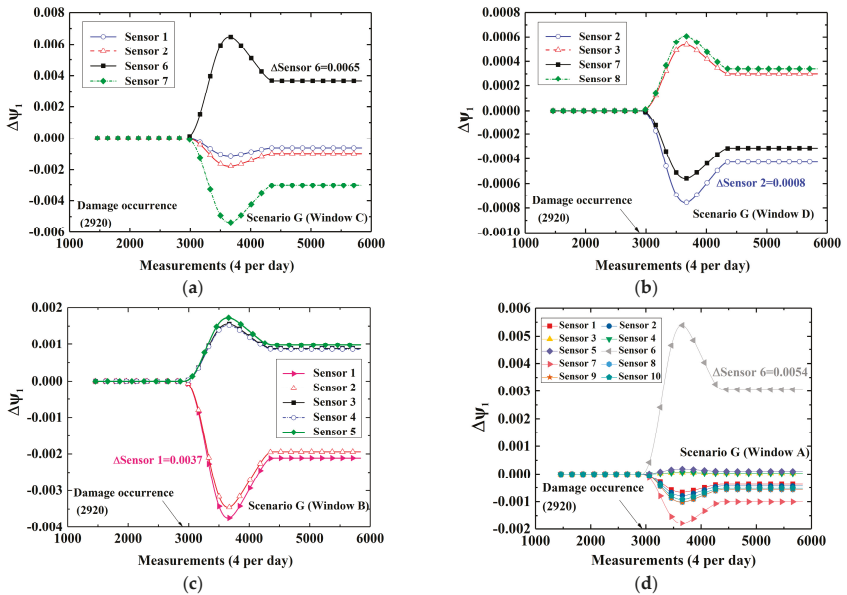 0.008
0.006
0.004
0.002
0.000
-0.002
-0.004
-0.006
Δψ1
Sensor 1
Sensor 2
Sensor 6
Sensor 7
ΔSensor 6=0.0065
Damage occurrence
(2920)
Scenario G (Window C)
1000 2000 3000 4000 5000 6000
Measurements (4 per day)
(a)
0.0008
0.0006
0.0004
0.0002
0.0000
-0.0002
-0.0004
-0.0006
-0.0008
-0.0010
Δψ1
Sensor 2
Sensor 3
Sensor 7
Sensor 8
ΔSensor 2=0.0008
Damage occurrence
(2920)
Scenario G (Window D)
1000 2000 3000 4000 5000 6000
Measurements (4 per day)
(b)
0.002
0.001
0.000
-0.001
-0.002
-0.003
-0.004
Δψ1
Sensor 1
Sensor 2
Sensor 3
Sensor 4
Sensor 5
ΔSensor 1=0.0037
Damage occurrence
(2920)
Scenario G (Window B)
1000 2000 3000 4000 5000 6000
Measurements (4 per day)
(c)
0.006
0.005
0.004
0.003
0.002
0.001
0.000
-0.001
-0.002
Δψ1
Sensor 1 Sensor 2
Sensor 3 Sensor 4
Sensor 5 Sensor 6
Sensor 7 Sensor 8
Sensor 9 Sensor 10
ΔSensor 6=0.0054
Scenario G (Window A)
Damage occurrence
(2920)
1000 2000 3000 4000 5000 6000
Measurements (4 per day)
(d)